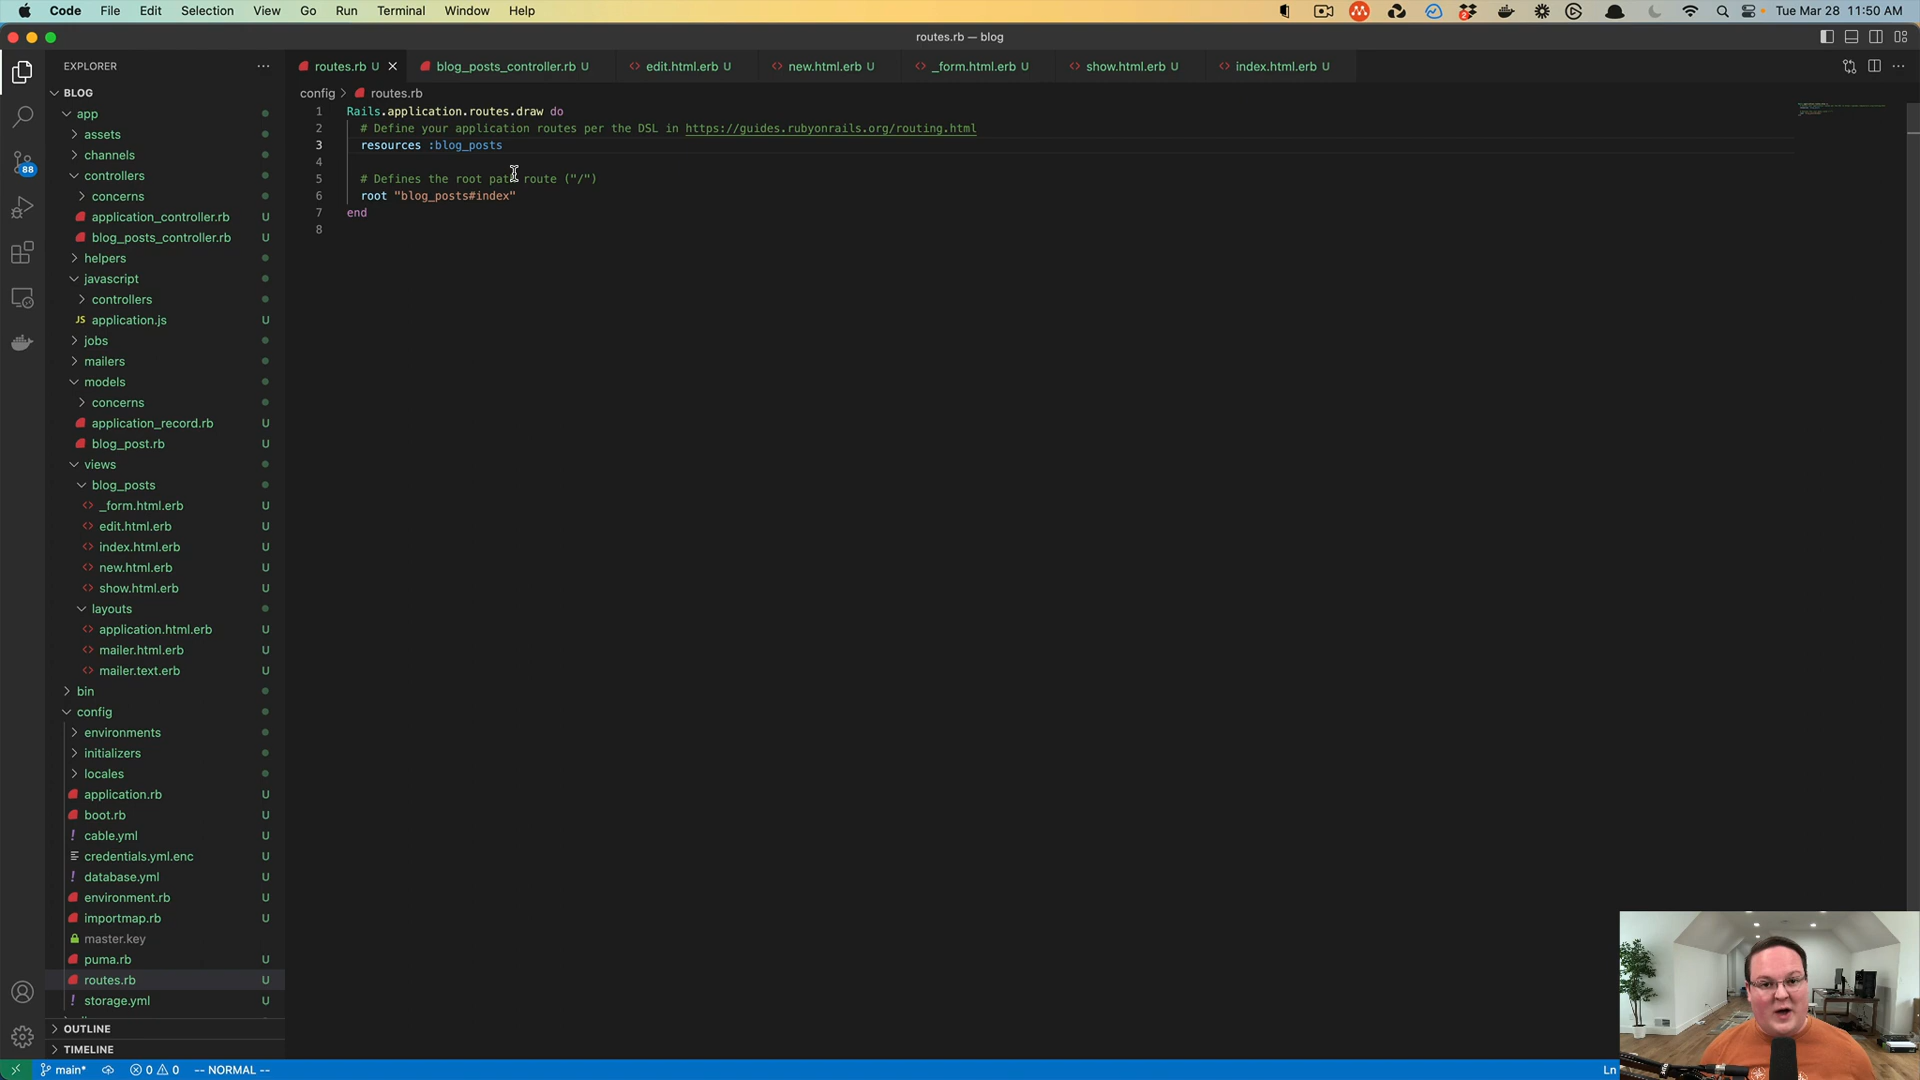 Code File Edit Selection View Go Run Terminal Window Help
Tue Mar 28 11:50 AM
routes.rb — blog
EXPLORER
routes.rb U
blog_posts_controller.rb U
edit.html.erb U
new.html.erb U
_form.html.erb U
show.html.erb U
index.html.erb U
config > routes.rb
1 Rails.application.routes.draw do
2 # Define your application routes per the DSL in https://guides.rubyonrails.org/routing.html
3 resources :blog_posts
4
5 # Defines the root path route ("/")
6 root "blog_posts#index"
7 end
8
88
BLOG
app
assets
channels
controllers
concerns
application_controller.rb U
blog_posts_controller.rb U
helpers
javascript
controllers
JS application.js U
jobs
mailers
models
concerns
application_record.rb U
blog_post.rb U
views
blog_posts
_form.html.erb U
edit.html.erb U
index.html.erb U
new.html.erb U
show.html.erb U
layouts
application.html.erb U
mailer.html.erb U
mailer.text.erb U
bin
config
environments
initializers
locales
application.rb U
boot.rb U
! cable.yml U
credentials.yml.enc U
! database.yml U
environment.rb U
importmap.rb U
master.key
puma.rb U
routes.rb U
! storage.yml U
OUTLINE
TIMELINE
main* 0 0 -- NORMAL --
Ln